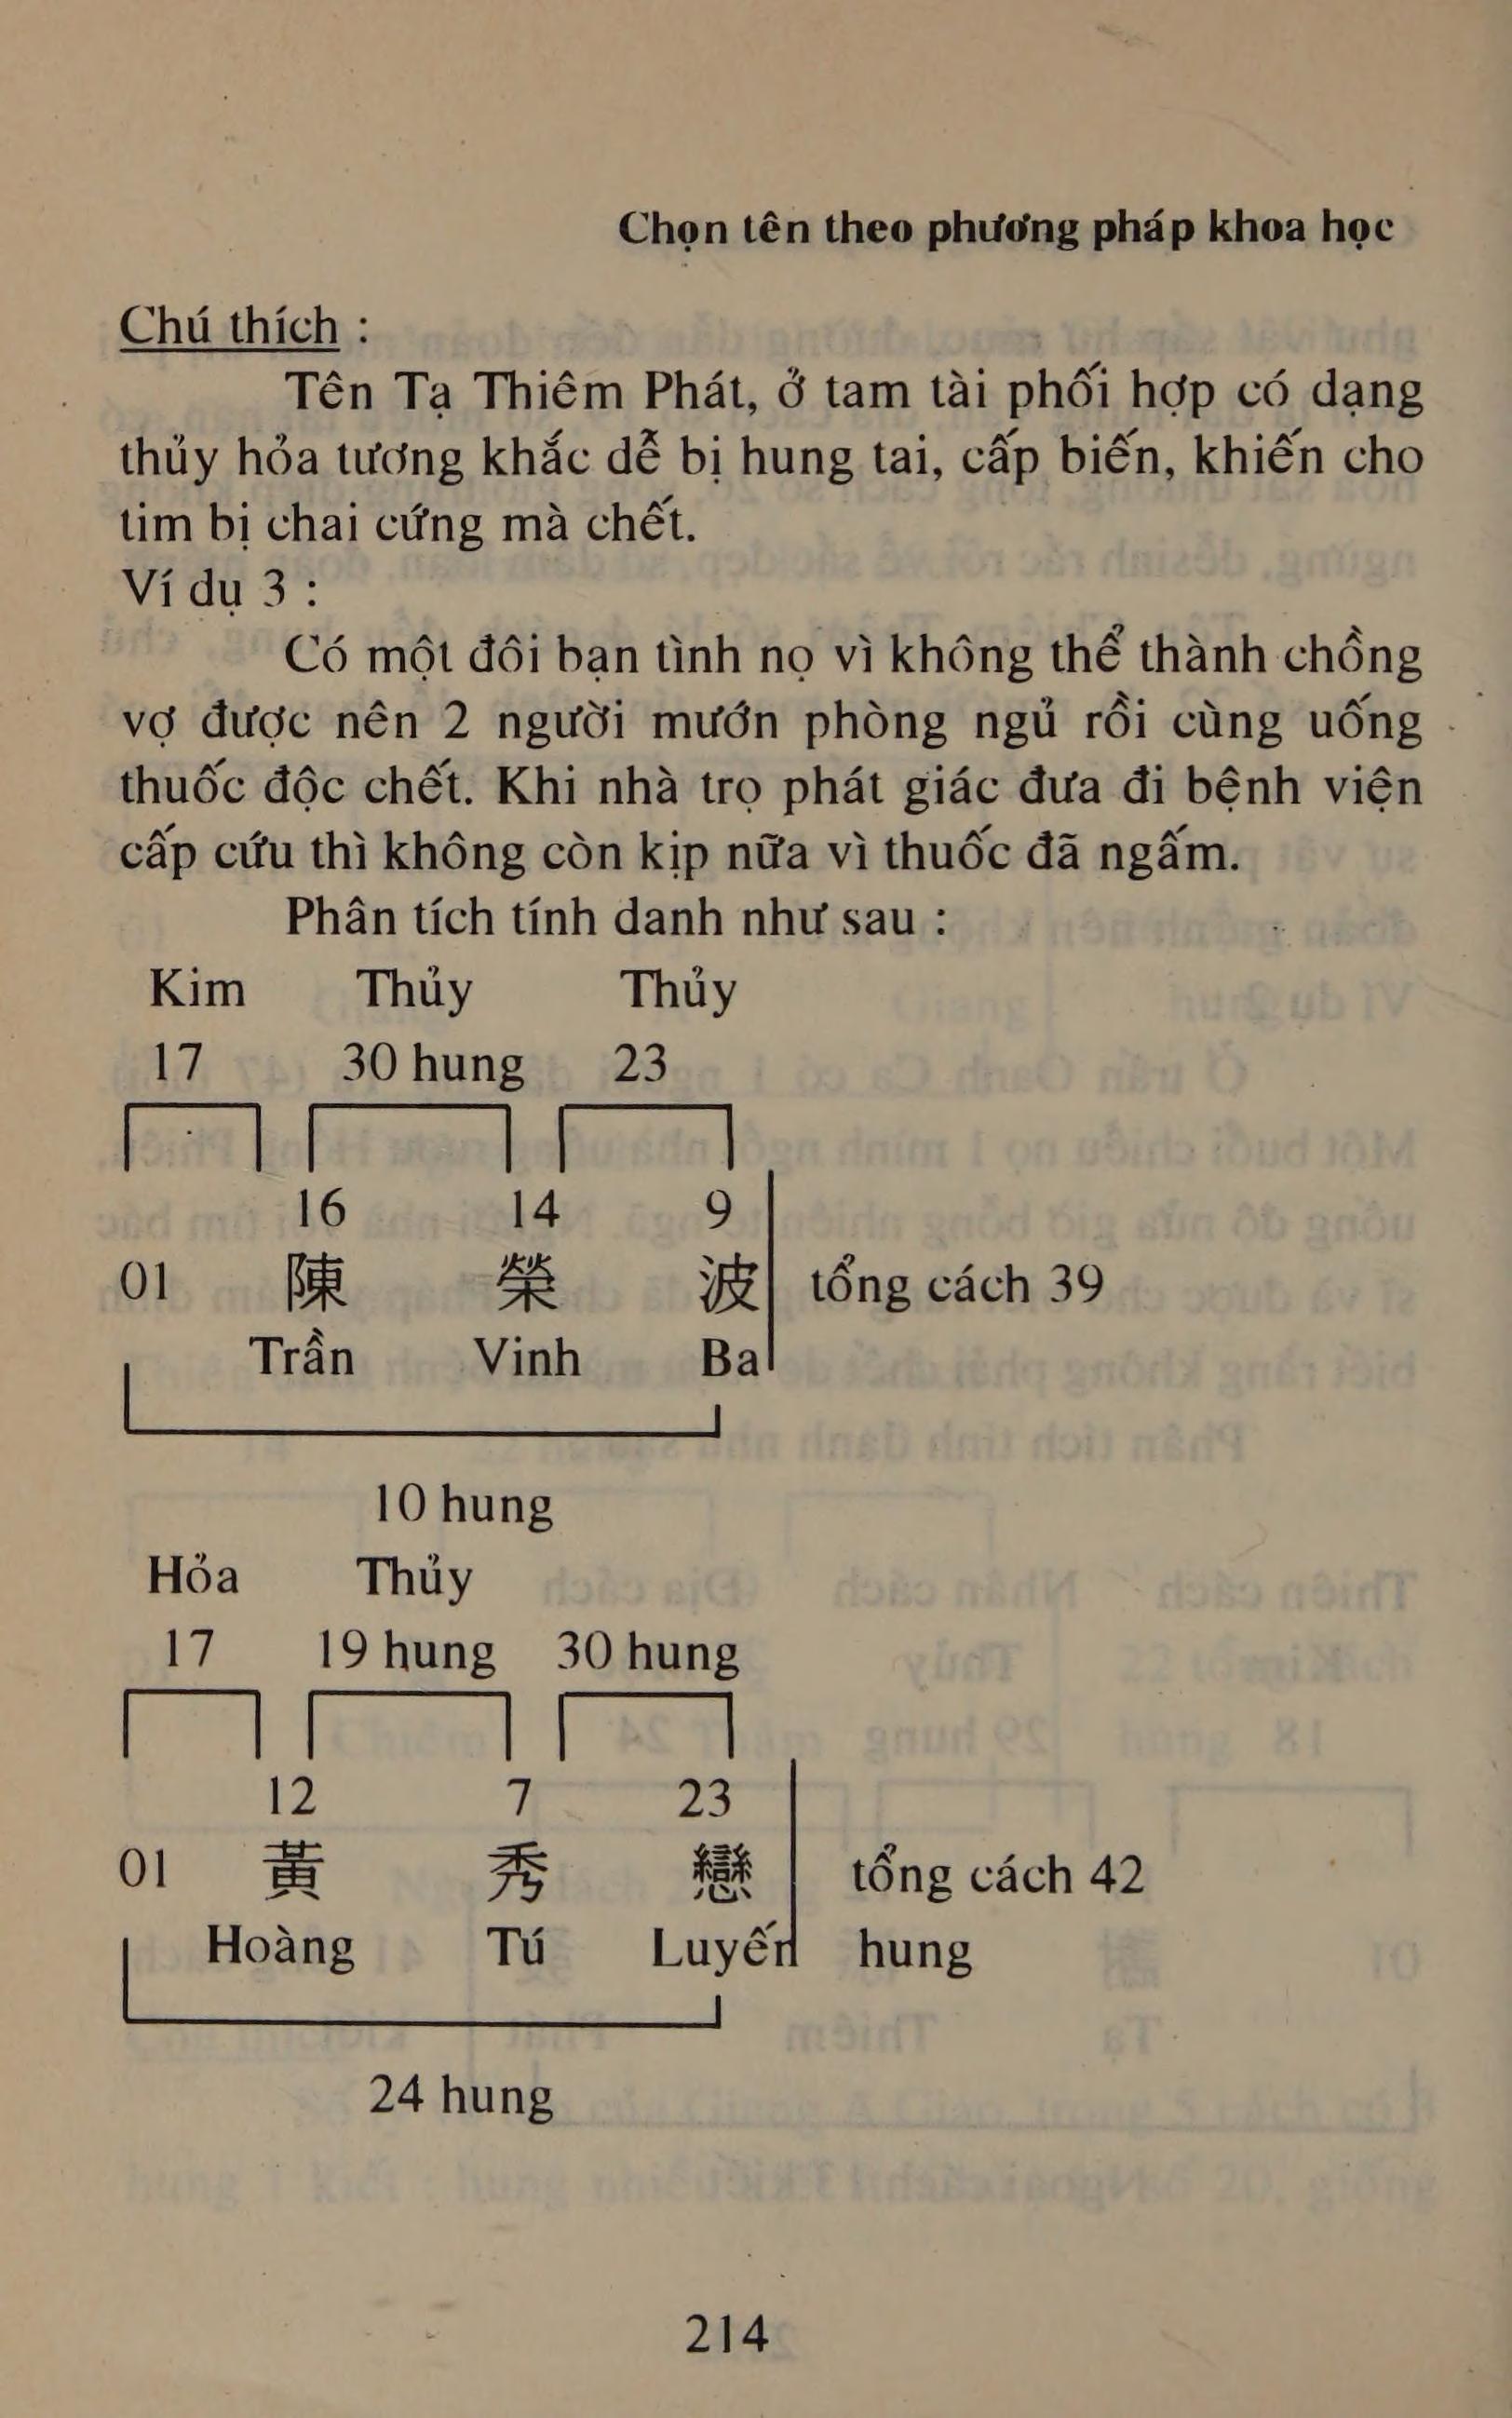 Chọn tên theo phương pháp khoa học
Chú thích :
Tên Tạ Thiêm Phát, ở tam tài phối hợp có dạng
thủy hỏa tương khắc dễ bị hung tai, cấp biến, khiến cho
tim bị chai cứng mà chết.
Ví dụ 3 :
Có một đôi bạn tình nọ vì không thể thành chồng
vợ được nên 2 người mướn phòng ngủ rồi cùng uống
thuốc độc chết. Khi nhà trọ phát giác đưa đi bệnh viện
cấp cứu thì không còn kịp nữa vì thuốc đã ngấm.
Phân tích tính danh như sau :
Kim Thủy Thủy
17 30 hung 23
16 14 9
01 陳 榮 波 tổng cách 39
Trần Vinh Ba
10 hung
Hỏa Thủy
17 19 hung 30 hung
12 7 23
01 黃 秀 戀 tổng cách 42
Hoàng Tú Luyến hung
24 hung
214